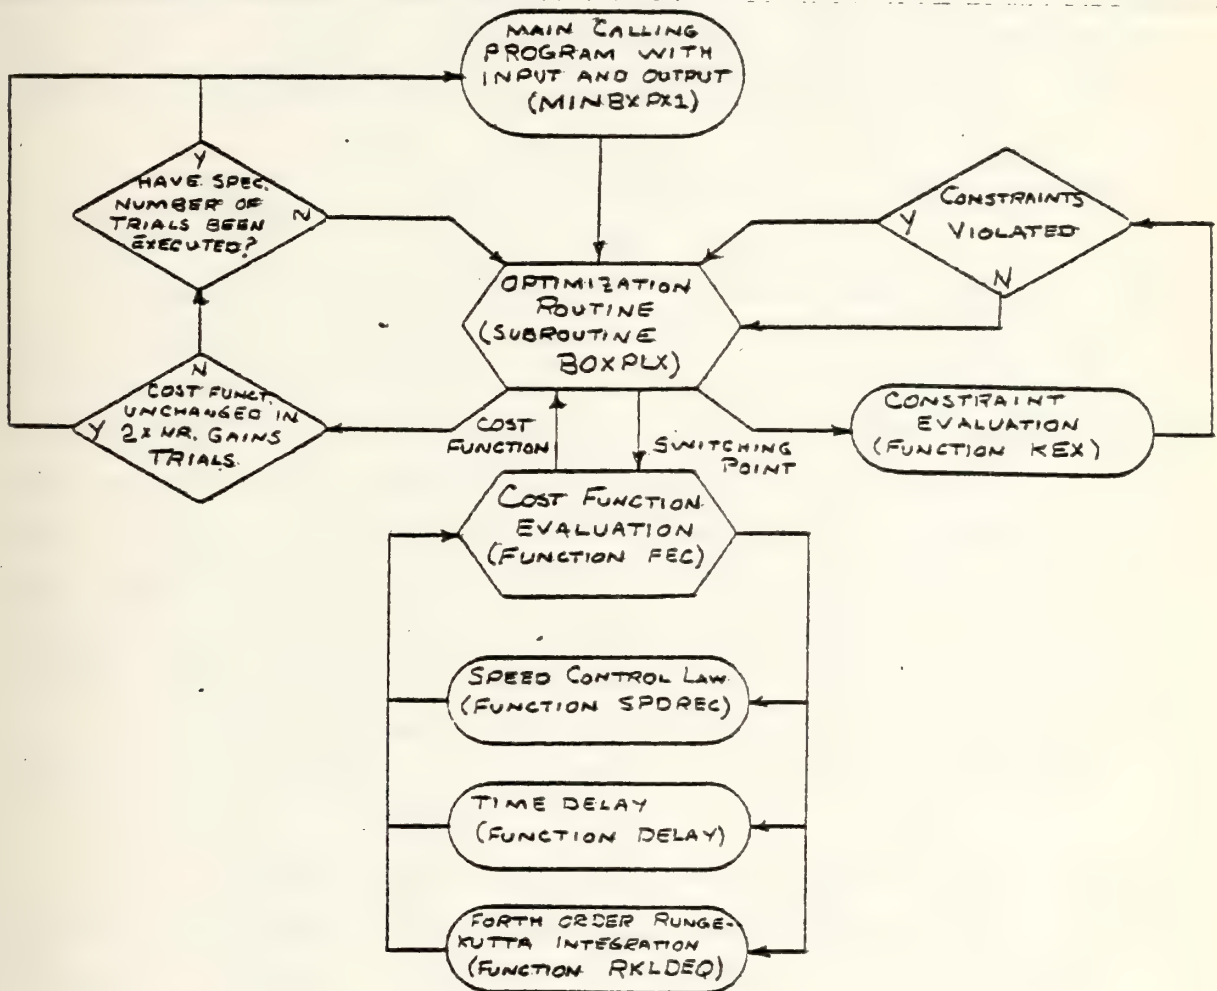 MAIN CALLING
PROGRAM WITH
INPUT AND OUTPUT
(MINBXPX1)
Y
HAVE SPEC.
NUMBER OF
TRIALS BEEN
EXECUTED?
N
CONSTRAINTS
Y
VIOLATED
N
OPTIMIZATION
ROUTINE
(SUBROUTINE
BOXPLX)
N
COST FUNCT.
UNCHANGED IN
2X NR. GAINS
Y
TRIALS
COST
FUNCTION
SWITCHING
POINT
CONSTRAINT
EVALUATION
(FUNCTION KEX)
COST FUNCTION
EVALUATION
(FUNCTION FEC)
SPEED CONTROL LAW
(FUNCTION SPDREC)
TIME DELAY
(FUNCTION DELAY)
FORTH ORDER RUNGE-
KUTTA INTEGRATION
(FUNCTION RKLDEQ)